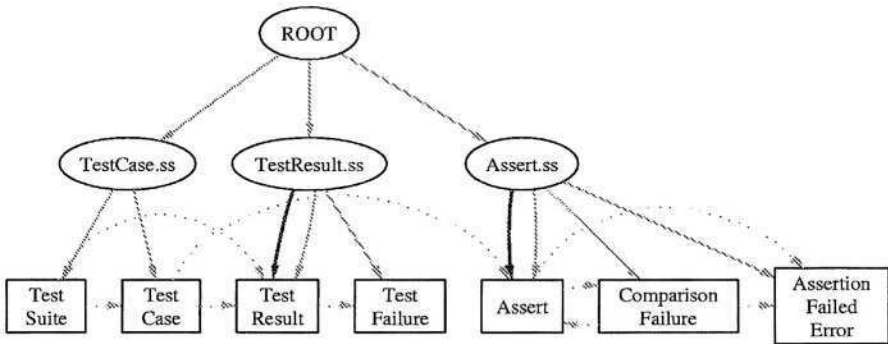 ROOT
TestCase.ss
TestResult.ss
Assert.ss
Test
Suite
Test
Case
Test
Result
Test
Failure
Assert
Comparison
Failure
Assertion
Failed
Error